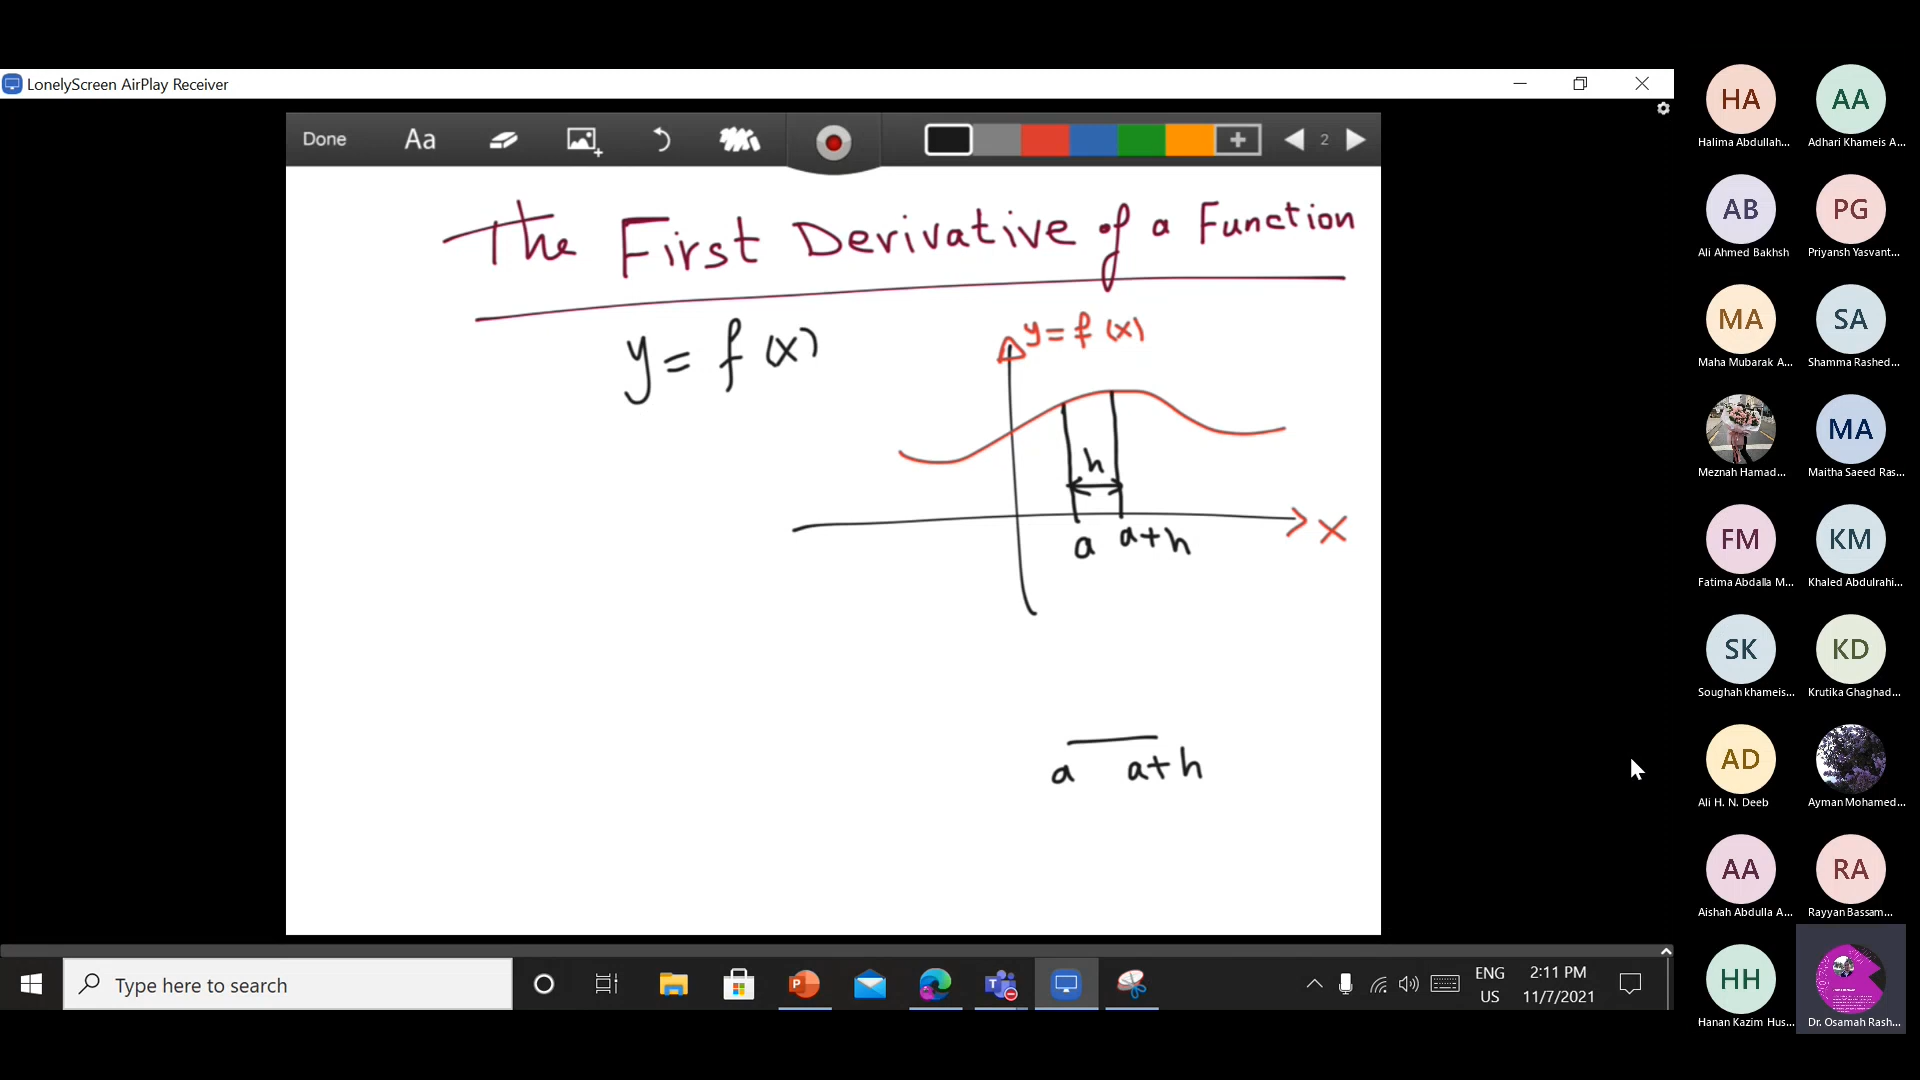 LonelyScreen AirPlay Receiver
Done Aa 2
The First Derivative of a Function
y = f (x)
y = f (x)
h
a a+h
x
a a+h
HA AA
Halima Abdullah... Adhari Khameis A...
AB PG
Ali Ahmed Bakhsh Priyansh Yasvant...
MA SA
Maha Mubarak A... Shamma Rashed...
MA
Meznah Hamad... Maitha Saeed Ras...
FM KM
Fatima Abdalla M... Khaled Abdulrahi...
SK KD
Soughah khameis... Krutika Ghaghad...
AD
Ali H. N. Deeb Ayman Mohamed...
AA RA
Aishah Abdulla A... Rayyan Bassam...
HH
Hanan Kazim Hus... Dr. Osamah Rash...
Type here to search
ENG
US
2:11 PM
11/7/2021